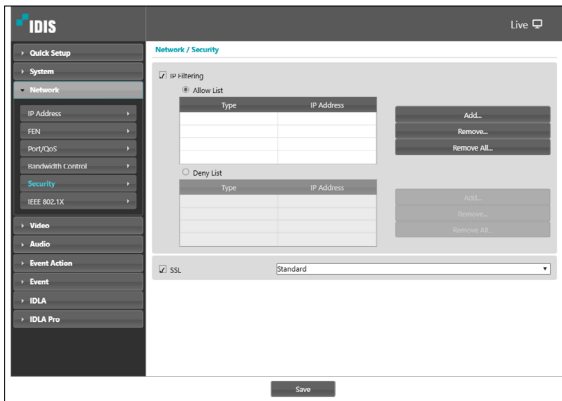 IDIS
Live
Quick Setup
System
Network
IP Address
FEN
Port/QoS
Bandwidth Control
Security
IEEE 802.1X
Video
Audio
Event Action
Event
IDLA
IDLA Pro
Network / Security
IP Filtering
Allow List
Type IP Address
Add...
Remove...
Remove All...
Deny List
Type IP Address
Add...
Remove...
Remove All...
SSL Standard
Save